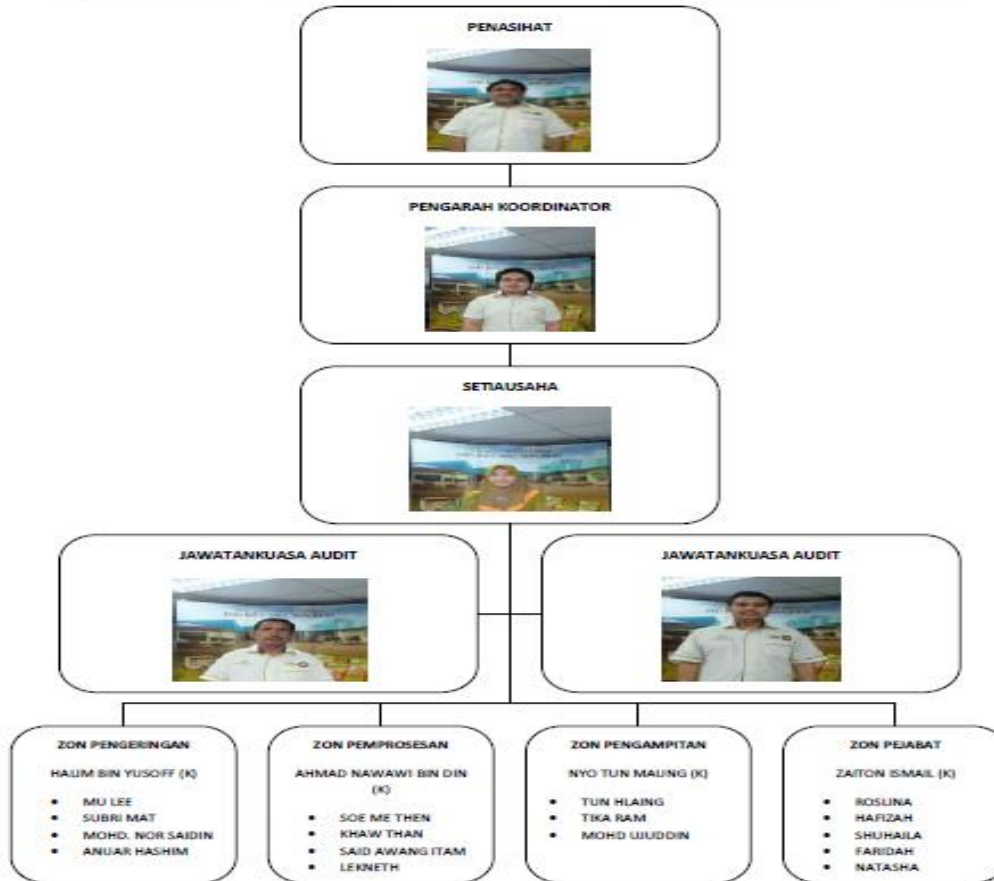 PENASIHAT
PENGARAH KOORDINATOR
SETIAUSAHA
JAWATANKUASA AUDIT
JAWATANKUASA AUDIT
ZON PENGERINGAN
HALIM BIN YUSOFF (K)
• MU LEE
• SUBRI MAT
• MOHD. NOR SAIDIN
• ANUAR HASHIM
ZON PEMPROSESAN
AHMAD NAWAWI BIN DIN
(K)
• SOE ME THEN
• KHAW THAN
• SAID AWANG ITAM
• LEKNETH
ZON PENGAMPITAN
NYO TUN MAUNG (K)
• TUN HLAING
• TIKA RAM
• MOHD UJUDDIN
ZON PEJABAT
ZAITON ISMAIL (K)
• ROSLINA
• HAFIZAH
• SHUHAILA
• FARIDAH
• NATASHA